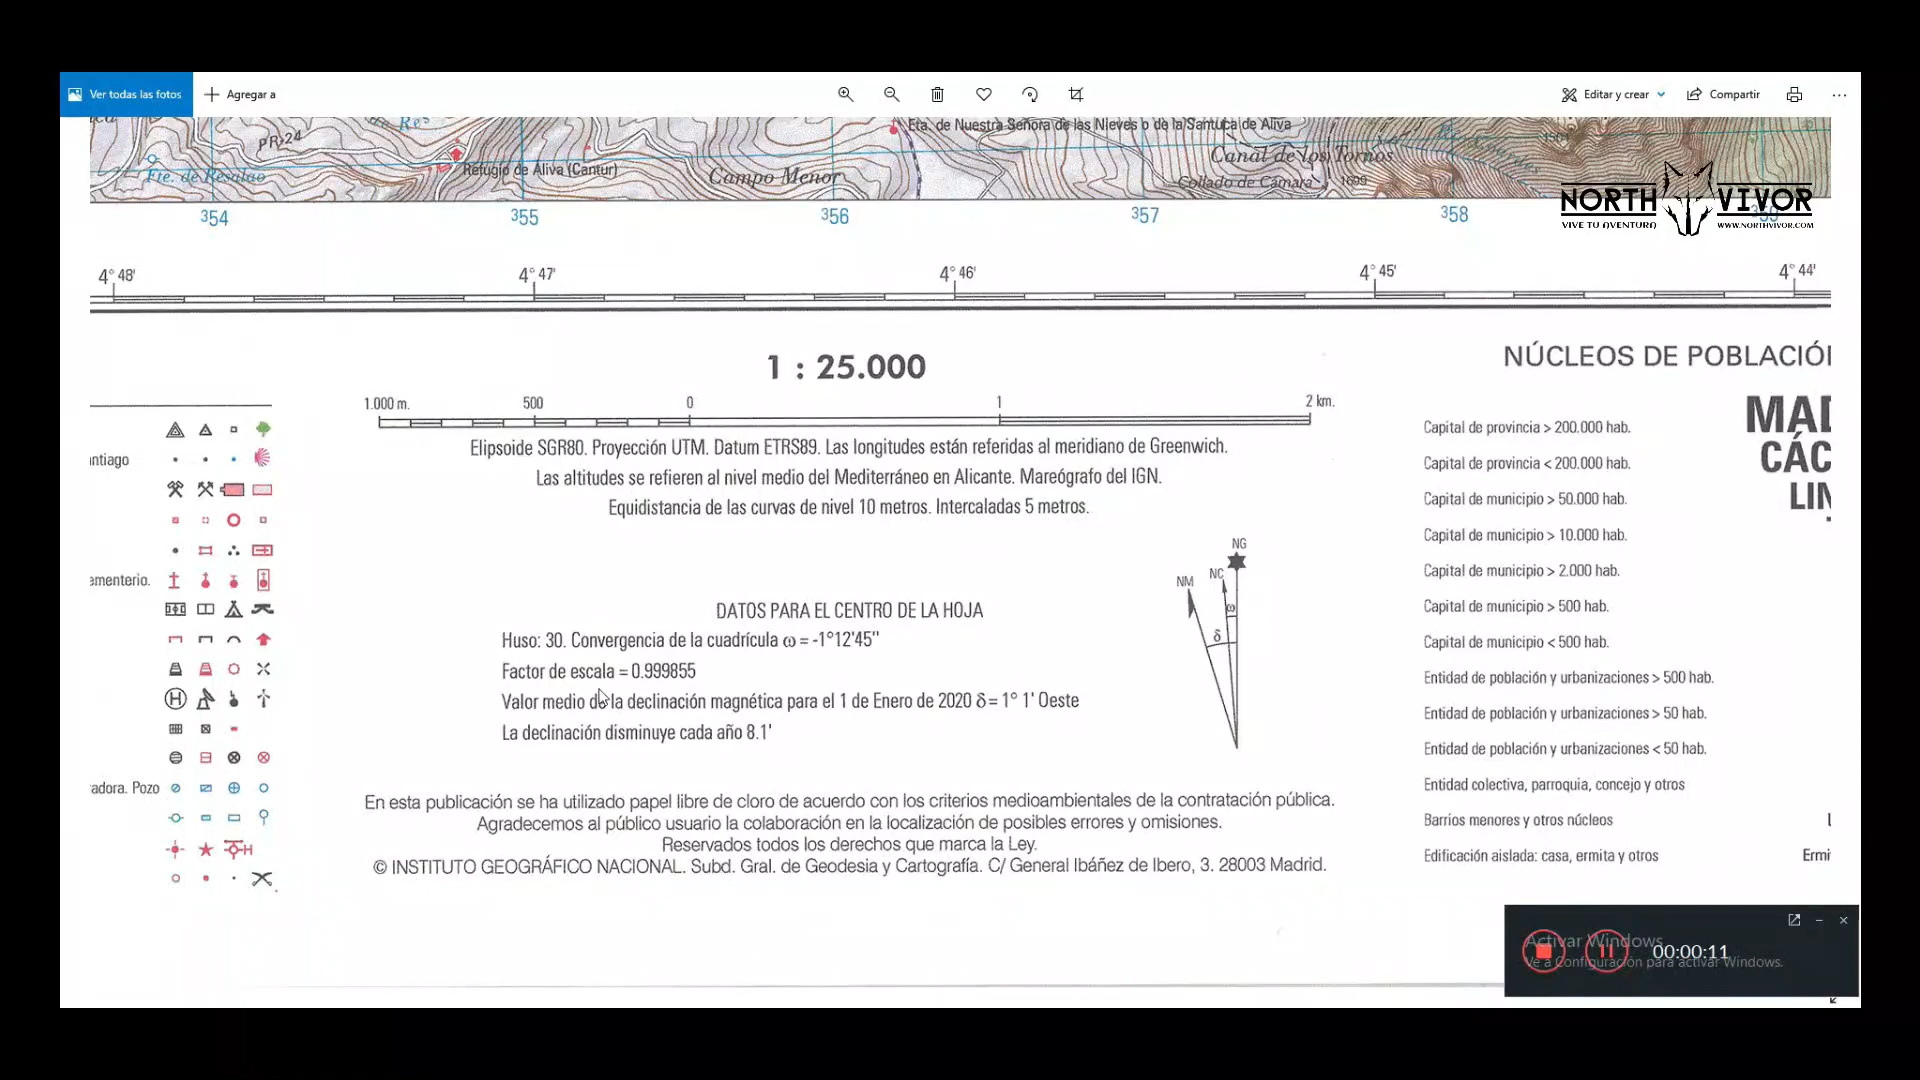 Ver todas las fotos
Agregar a
Editar y crear
Compartir
PR-24
Fte. de Resalao
Refugio de Aliva (Cantur)
Campo Menor
Eta. de Nuestra Señora de las Nieves o de la Santuca de Aliva
Canal de los Tornos
Collado de Cámara
1699
NORTH VIVOR
VIVE TU AVENTURA
WWW.NORTHVIVOR.COM
354 355 356 357 358 359
4° 48' 4° 47' 4° 46' 4° 45' 4° 44'
1 : 25.000
1.000 m. 500 0 1 2 km.
Elipsoide SGR80. Proyección UTM. Datum ETRS89. Las longitudes están referidas al meridiano de Greenwich.
Las altitudes se refieren al nivel medio del Mediterráneo en Alicante. Mareógrafo del IGN.
Equidistancia de las curvas de nivel 10 metros. Intercaladas 5 metros.
NG
NC
NM
ω
δ
DATOS PARA EL CENTRO DE LA HOJA
Huso: 30. Convergencia de la cuadrícula ω = -1°12'45''
Factor de escala = 0.999855
Valor medio de la declinación magnética para el 1 de Enero de 2020 δ = 1° 1' Oeste
La declinación disminuye cada año 8.1'
En esta publicación se ha utilizado papel libre de cloro de acuerdo con los criterios medioambientales de la contratación pública.
Agradecemos al público usuario la colaboración en la localización de posibles errores y omisiones.
Reservados todos los derechos que marca la Ley.
© INSTITUTO GEOGRÁFICO NACIONAL. Subd. Gral. de Geodesia y Cartografía. C/ General Ibáñez de Ibero, 3. 28003 Madrid.
antiago
ementerio.
adora. Pozo
H
H
NÚCLEOS DE POBLACIÓ
Capital de provincia > 200.000 hab.
MAD
Capital de provincia < 200.000 hab.
CÁC
Capital de municipio > 50.000 hab.
LIN
Capital de municipio > 10.000 hab.
Capital de municipio > 2.000 hab.
Capital de municipio > 500 hab.
Capital de municipio < 500 hab.
Entidad de población y urbanizaciones > 500 hab.
Entidad de población y urbanizaciones > 50 hab.
Entidad de población y urbanizaciones < 50 hab.
Entidad colectiva, parroquia, concejo y otros
Barrios menores y otros núcleos
Edificación aislada: casa, ermita y otros
Ermi
Activar Windows
Ve a Configuración para activar Windows.
00:00:11